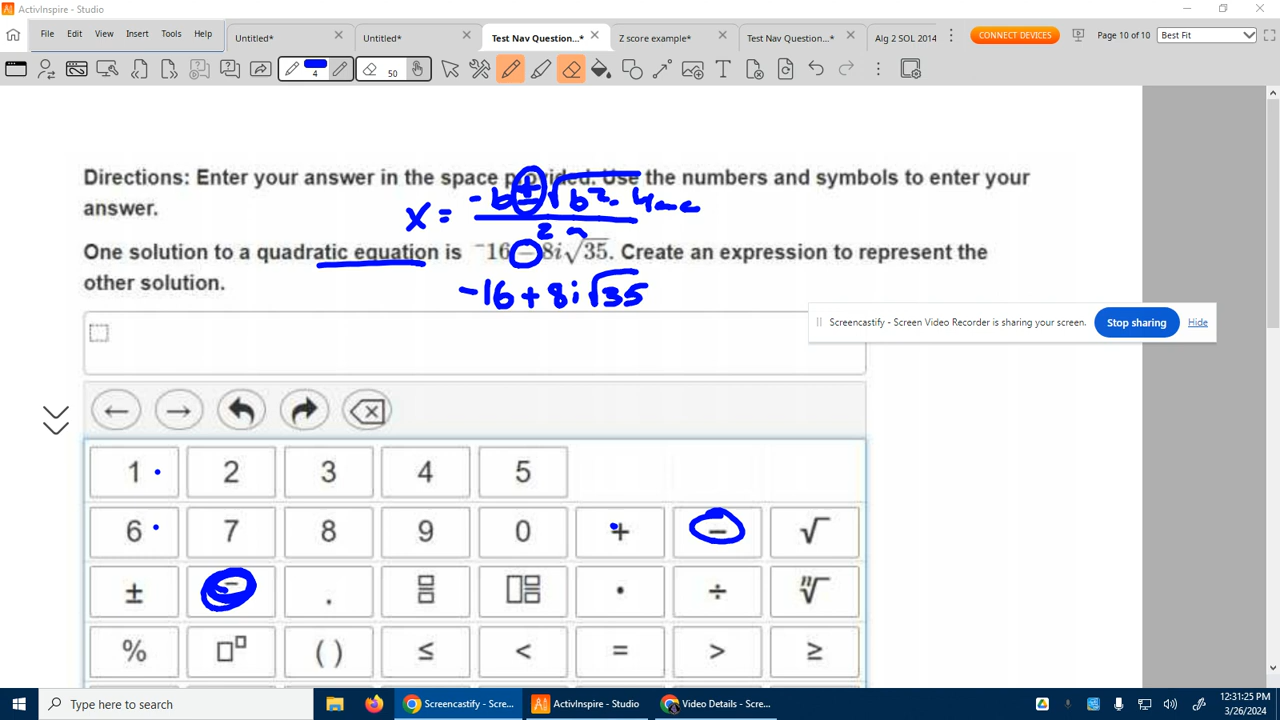 ActivInspire - Studio
File Edit View Insert Tools Help
Untitled* Untitled* Test Nav Question...* Z score example* Test Nav Question...* Alg 2 SOL 2014
CONNECT DEVICES Page 10 of 10 Best Fit
4 50
Directions: Enter your answer in the space provided. Use the numbers and symbols to enter your
answer.
x = -b ± √b² - 4ac
2a
One solution to a quadratic equation is ⁻16 − 8i√35. Create an expression to represent the
other solution.
-16 + 8i√35
Screencastify - Screen Video Recorder is sharing your screen. Stop sharing Hide
← →
1 2 3 4 5
6 7 8 9 0 + − √
± ⁻ . □/□ □□/□ • ÷ ⁿ√
% □^□ ( ) ≤ < = > ≥
Type here to search
Screencastify - Scre... ActivInspire - Studio Video Details - Scre...
12:31:25 PM
3/26/2024